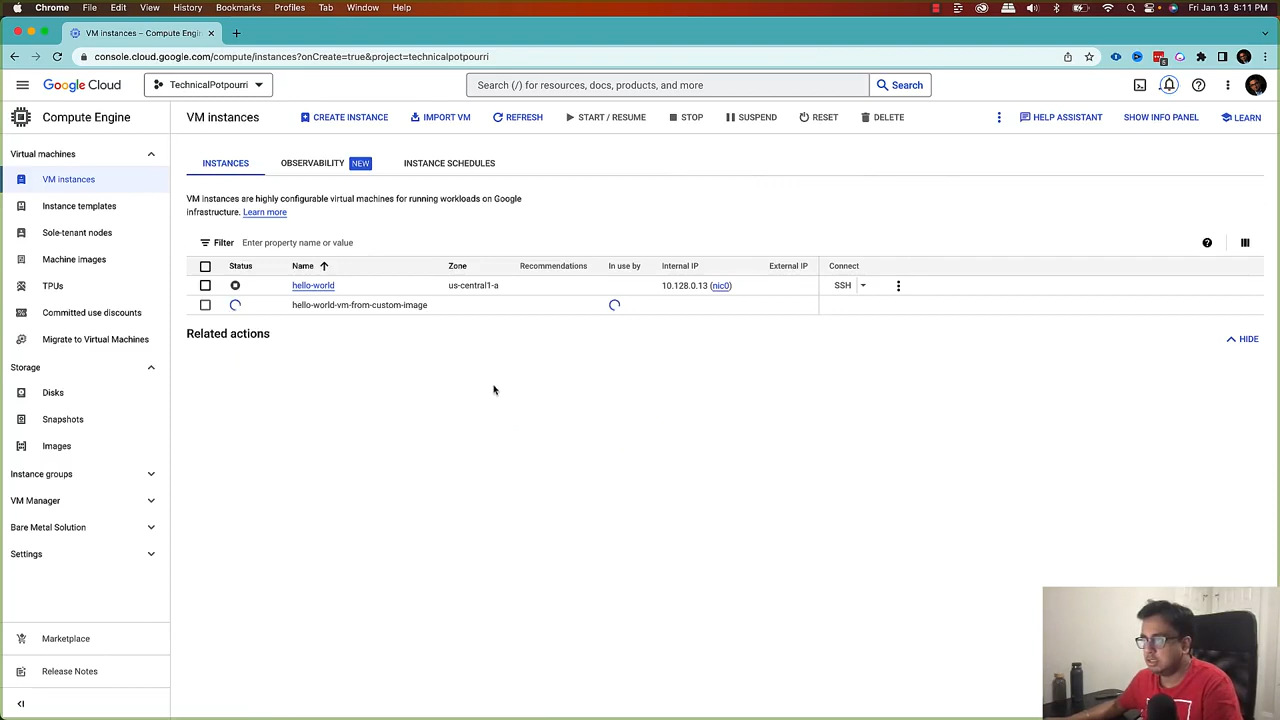 Chrome File Edit View History Bookmarks Profiles Tab Window Help Fri Jan 13 8:11 PM
VM instances – Compute Engin
console.cloud.google.com/compute/instances?onCreate=true&project=technicalpotpourri
Google Cloud TechnicalPotpourri Search (/) for resources, docs, products, and more Search
Compute Engine VM instances CREATE INSTANCE IMPORT VM REFRESH START / RESUME STOP SUSPEND RESET DELETE HELP ASSISTANT SHOW INFO PANEL LEARN
Virtual machines
VM instances
Instance templates
Sole-tenant nodes
Machine images
TPUs
Committed use discounts
Migrate to Virtual Machines
Storage
Disks
Snapshots
Images
Instance groups
VM Manager
Bare Metal Solution
Settings
Marketplace
Release Notes
INSTANCES OBSERVABILITY NEW INSTANCE SCHEDULES
VM instances are highly configurable virtual machines for running workloads on Google
infrastructure. Learn more
Filter Enter property name or value
Status Name Zone Recommendations In use by Internal IP External IP Connect
hello-world us-central1-a 10.128.0.13 (nic0) SSH
hello-world-vm-from-custom-image
Related actions HIDE